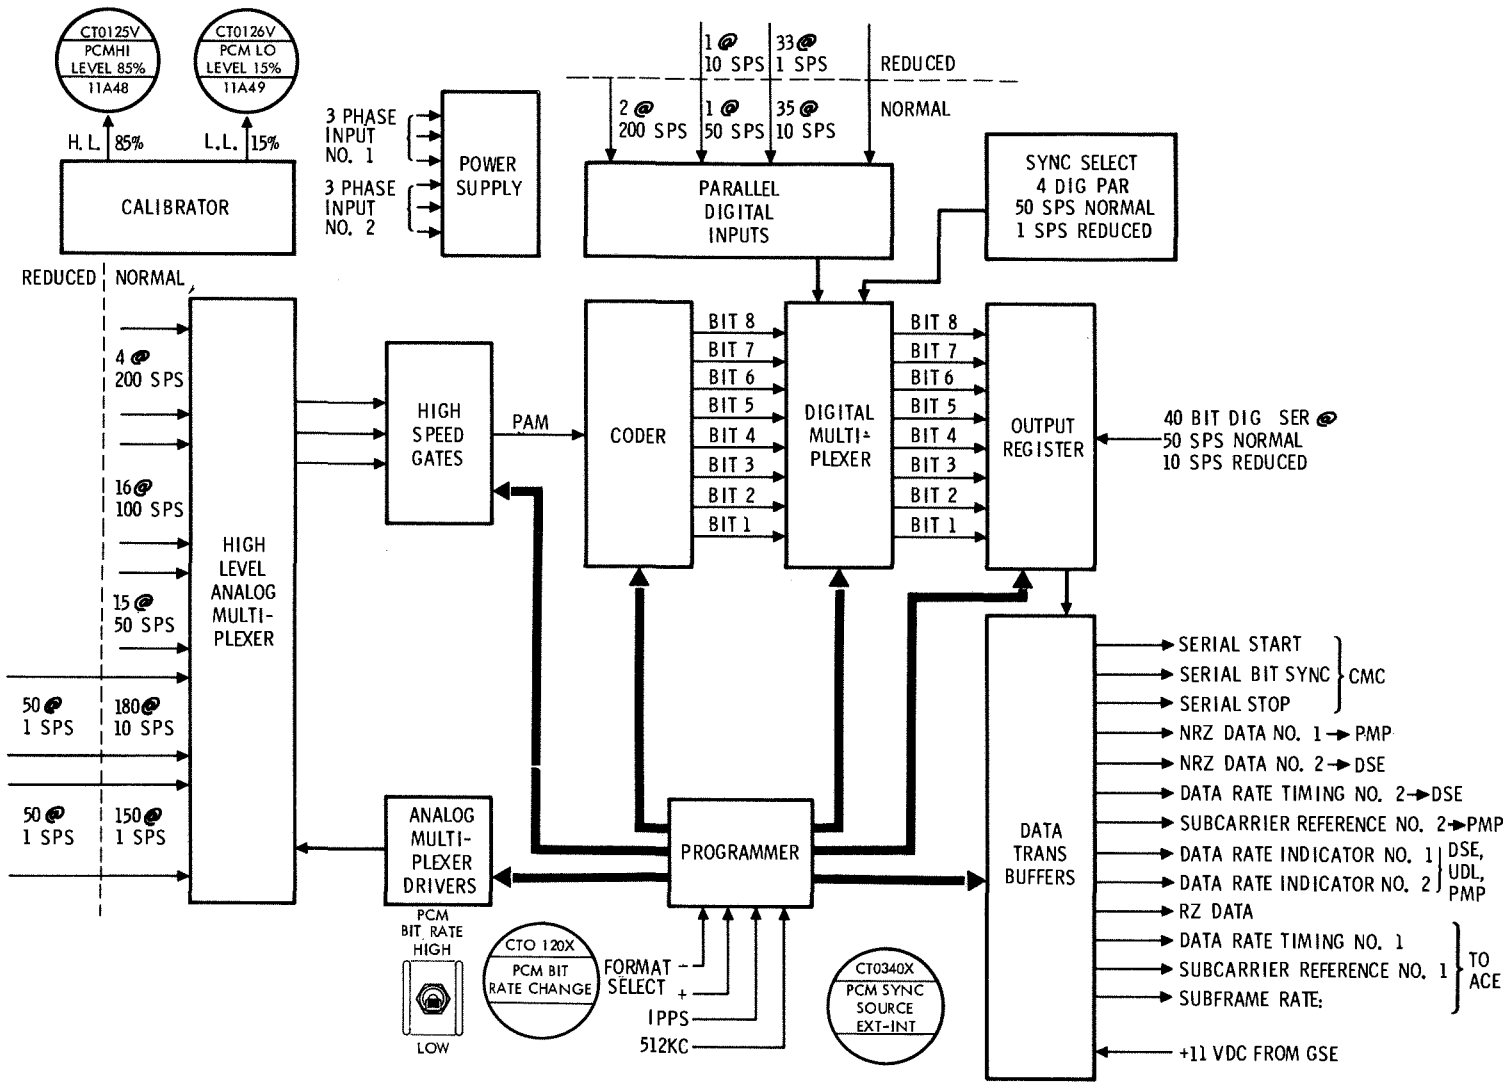 CT0125V
PCMHI
LEVEL 85%
11A48
CT0126V
PCM LO
LEVEL 15%
11A49
H. L. 85%
L.L. 15%
CALIBRATOR
3 PHASE
INPUT
NO. 1
3 PHASE
INPUT
NO. 2
POWER
SUPPLY
1 @
10 SPS
33 @
1 SPS
REDUCED
2 @
200 SPS
1 @
50 SPS
35 @
10 SPS
NORMAL
PARALLEL
DIGITAL
INPUTS
SYNC SELECT
4 DIG PAR
50 SPS NORMAL
1 SPS REDUCED
REDUCED NORMAL
4 @
200 SPS
16 @
100 SPS
15 @
50 SPS
50 @
1 SPS
180 @
10 SPS
50 @
1 SPS
150 @
1 SPS
HIGH
LEVEL
ANALOG
MULTI-
PLEXER
HIGH
SPEED
GATES
PAM
CODER
BIT 8
BIT 7
BIT 6
BIT 5
BIT 4
BIT 3
BIT 2
BIT 1
DIGITAL
MULTI-
PLEXER
BIT 8
BIT 7
BIT 6
BIT 5
BIT 4
BIT 3
BIT 2
BIT 1
OUTPUT
REGISTER
40 BIT DIG SER @
50 SPS NORMAL
10 SPS REDUCED
ANALOG
MULTI-
PLEXER
DRIVERS
PROGRAMMER
DATA
TRANS
BUFFERS
SERIAL START
SERIAL BIT SYNC
SERIAL STOP
CMC
NRZ DATA NO. 1 → PMP
NRZ DATA NO. 2 → DSE
DATA RATE TIMING NO. 2 → DSE
SUBCARRIER REFERENCE NO. 2 → PMP
DATA RATE INDICATOR NO. 1
DATA RATE INDICATOR NO. 2
DSE,
UDL,
PMP
RZ DATA
DATA RATE TIMING NO. 1
SUBCARRIER REFERENCE NO. 1
SUBFRAME RATE:
TO
ACE
+11 VDC FROM GSE
PCM
BIT RATE
HIGH
LOW
CTO 120X
PCM BIT
RATE CHANGE
FORMAT -
SELECT +
1PPS
512KC
CT0340X
PCM SYNC
SOURCE
EXT-INT